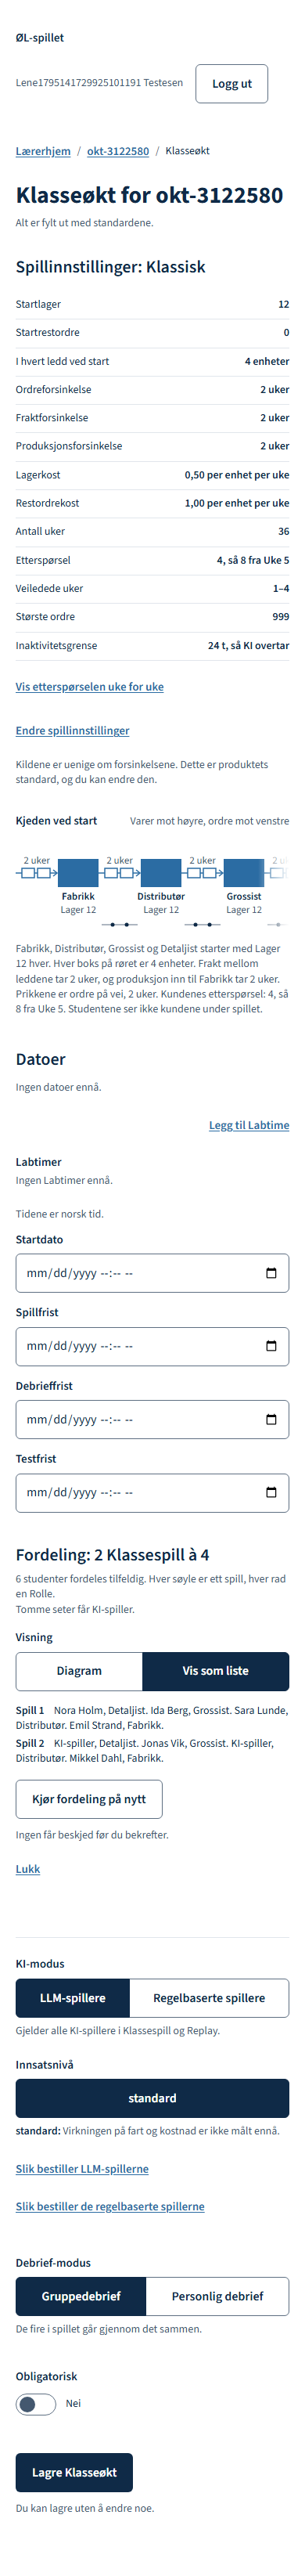 ØL-spillet
Lene1795141729925101191 Testesen
Logg ut
Lærerhjem / okt-3122580 / Klasseøkt
Klasseøkt for okt-3122580
Alt er fylt ut med standardene.
Spillinnstillinger: Klassisk
Startlager 12
Startrestordre 0
I hvert ledd ved start 4 enheter
Ordreforsinkelse 2 uker
Fraktforsinkelse 2 uker
Produksjonsforsinkelse 2 uker
Lagerkost 0,50 per enhet per uke
Restordrekost 1,00 per enhet per uke
Antall uker 36
Etterspørsel 4, så 8 fra Uke 5
Veiledede uker 1–4
Største ordre 999
Inaktivitetsgrense 24 t, så KI overtar
Vis etterspørselen uke for uke
Endre spillinnstillinger
Kildene er uenige om forsinkelsene. Dette er produktets
standard, og du kan endre den.
Kjeden ved start Varer mot høyre, ordre mot venstre
2 uker 2 uker 2 uker 2 u
Fabrikk Distributør Grossist
Lager 12 Lager 12 Lager 12
Fabrikk, Distributør, Grossist og Detaljist starter med Lager
12 hver. Hver boks på røret er 4 enheter. Frakt mellom
leddene tar 2 uker, og produksjon inn til Fabrikk tar 2 uker.
Prikkene er ordre på vei, 2 uker. Kundenes etterspørsel: 4, så
8 fra Uke 5. Studentene ser ikke kundene under spillet.
Datoer
Ingen datoer ennå.
Legg til Labtime
Labtimer
Ingen Labtimer ennå.
Tidene er norsk tid.
Startdato
mm/dd/yyyy --:-- --
Spillfrist
mm/dd/yyyy --:-- --
Debrieffrist
mm/dd/yyyy --:-- --
Testfrist
mm/dd/yyyy --:-- --
Fordeling: 2 Klassespill à 4
6 studenter fordeles tilfeldig. Hver søyle er ett spill, hver rad
en Rolle.
Tomme seter får KI-spiller.
Visning
Diagram Vis som liste
Spill 1 Nora Holm, Detaljist. Ida Berg, Grossist. Sara Lunde,
Distributør. Emil Strand, Fabrikk.
Spill 2 KI-spiller, Detaljist. Jonas Vik, Grossist. KI-spiller,
Distributør. Mikkel Dahl, Fabrikk.
Kjør fordeling på nytt
Ingen får beskjed før du bekrefter.
Lukk
KI-modus
LLM-spillere Regelbaserte spillere
Gjelder alle KI-spillere i Klassespill og Replay.
Innsatsnivå
standard
standard: Virkningen på fart og kostnad er ikke målt ennå.
Slik bestiller LLM-spillerne
Slik bestiller de regelbaserte spillerne
Debrief-modus
Gruppedebrief Personlig debrief
De fire i spillet går gjennom det sammen.
Obligatorisk
Nei
Lagre Klasseøkt
Du kan lagre uten å endre noe.